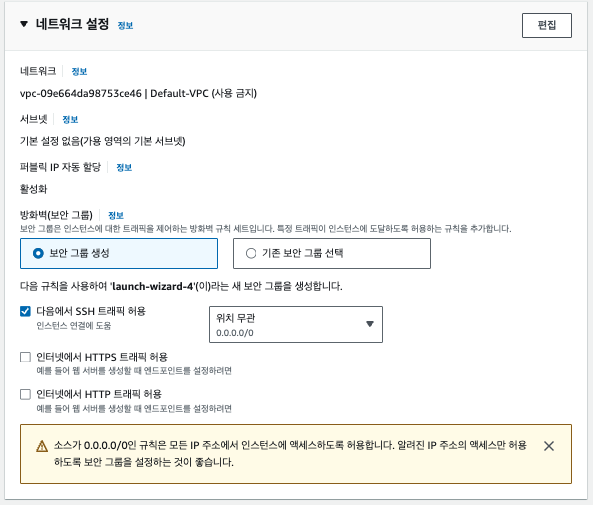 네트워크 설정 정보 편집
네트워크 정보
vpc-09e664da98753ce46 | Default-VPC (사용 금지)
서브넷 정보
기본 설정 없음(가용 영역의 기본 서브넷)
퍼블릭 IP 자동 할당 정보
활성화
방화벽(보안 그룹) 정보
보안 그룹은 인스턴스에 대한 트래픽을 제어하는 방화벽 규칙 세트입니다. 특정 트래픽이 인스턴스에 도달하도록 허용하는 규칙을 추가합니다.
보안 그룹 생성 기존 보안 그룹 선택
다음 규칙을 사용하여 'launch-wizard-4'(이)라는 새 보안 그룹을 생성합니다.
다음에서 SSH 트래픽 허용
인스턴스 연결에 도움
위치 무관
0.0.0.0/0
인터넷에서 HTTPS 트래픽 허용
예를 들어 웹 서버를 생성할 때 엔드포인트를 설정하려면
인터넷에서 HTTP 트래픽 허용
예를 들어 웹 서버를 생성할 때 엔드포인트를 설정하려면
소스가 0.0.0.0/0인 규칙은 모든 IP 주소에서 인스턴스에 액세스하도록 허용합니다. 알려진 IP 주소의 액세스만 허용
하도록 보안 그룹을 설정하는 것이 좋습니다.